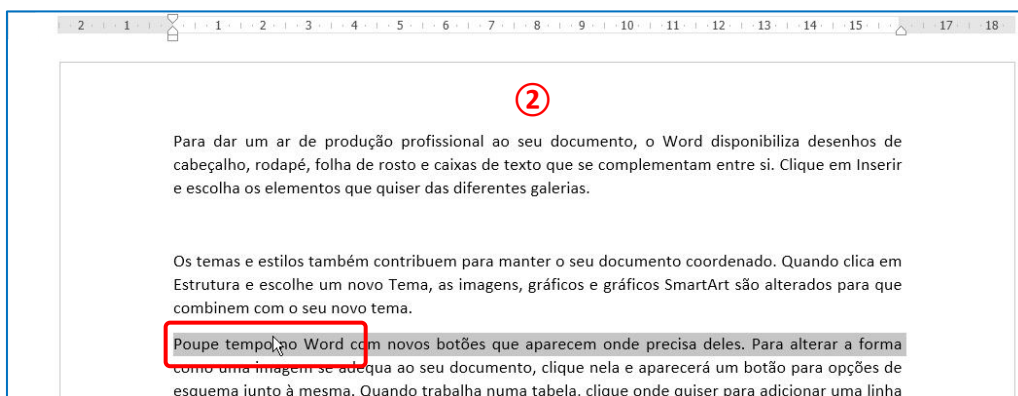 2 1 1 2 3 4 5 6 7 8 9 10 11 12 13 14 15 17 18
②
Para dar um ar de produção profissional ao seu documento, o Word disponibiliza desenhos de
cabeçalho, rodapé, folha de rosto e caixas de texto que se complementam entre si. Clique em Inserir
e escolha os elementos que quiser das diferentes galerias.
Os temas e estilos também contribuem para manter o seu documento coordenado. Quando clica em
Estrutura e escolhe um novo Tema, as imagens, gráficos e gráficos SmartArt são alterados para que
combinem com o seu novo tema.
Poupe tempo no Word com novos botões que aparecem onde precisa deles. Para alterar a forma
como uma imagem se adequa ao seu documento, clique nela e aparecerá um botão para opções de
esquema junto à mesma. Quando trabalha numa tabela, clique onde quiser para adicionar uma linha